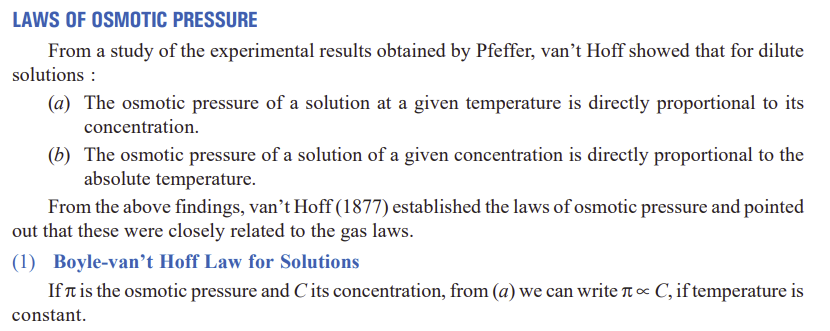 LAWS OF OSMOTIC PRESSURE
From a study of the experimental results obtained by Pfeffer, van’t Hoff showed that for dilute
solutions :
(a) The osmotic pressure of a solution at a given temperature is directly proportional to its
concentration.
(b) The osmotic pressure of a solution of a given concentration is directly proportional to the
absolute temperature.
From the above findings, van’t Hoff (1877) established the laws of osmotic pressure and pointed
out that these were closely related to the gas laws.
(1) Boyle-van’t Hoff Law for Solutions
If π is the osmotic pressure and C its concentration, from (a) we can write π ∝ C, if temperature is
constant.